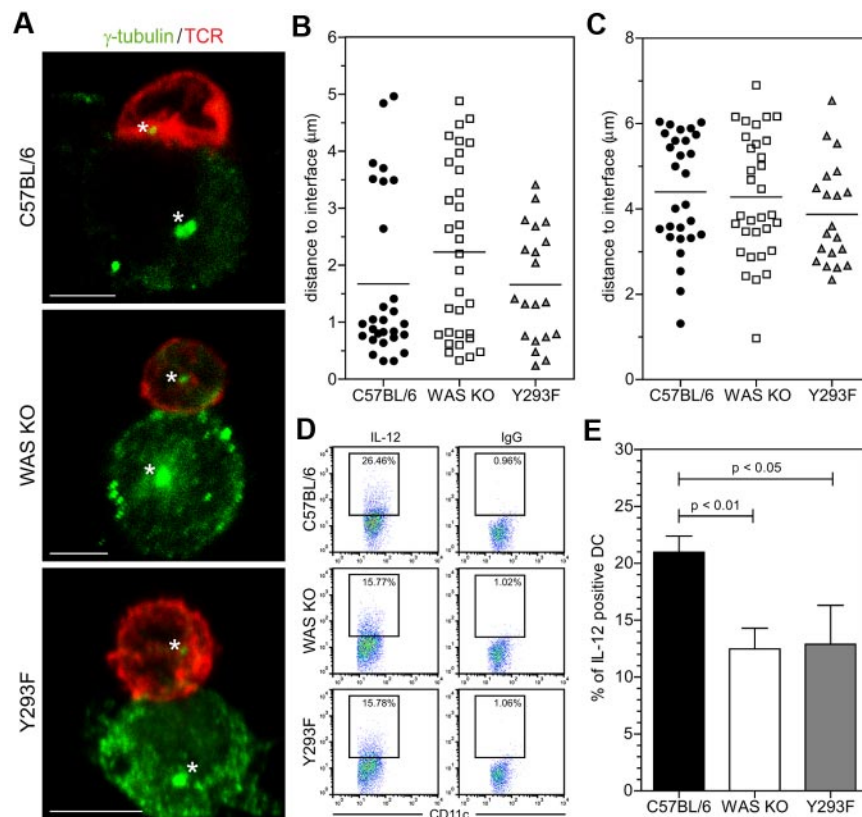 A
γ-tubulin/TCR
C57BL/6
*
*
WAS KO
*
*
Y293F
*
*
B
distance to interface (μm)
6
5
4
3
2
1
0
C57BL/6 WAS KO Y293F
C
distance to interface (μm)
8
6
4
2
0
C57BL/6 WAS KO Y293F
D
IL-12 IgG
C57BL/6
26.46% 0.96%
WAS KO
15.77% 1.02%
Y293F
15.78% 1.06%
CD11c
E
% of IL-12 positive DC
30
25
20
15
10
5
0
p < 0.05
p < 0.01
C57BL/6 WAS KO Y293F